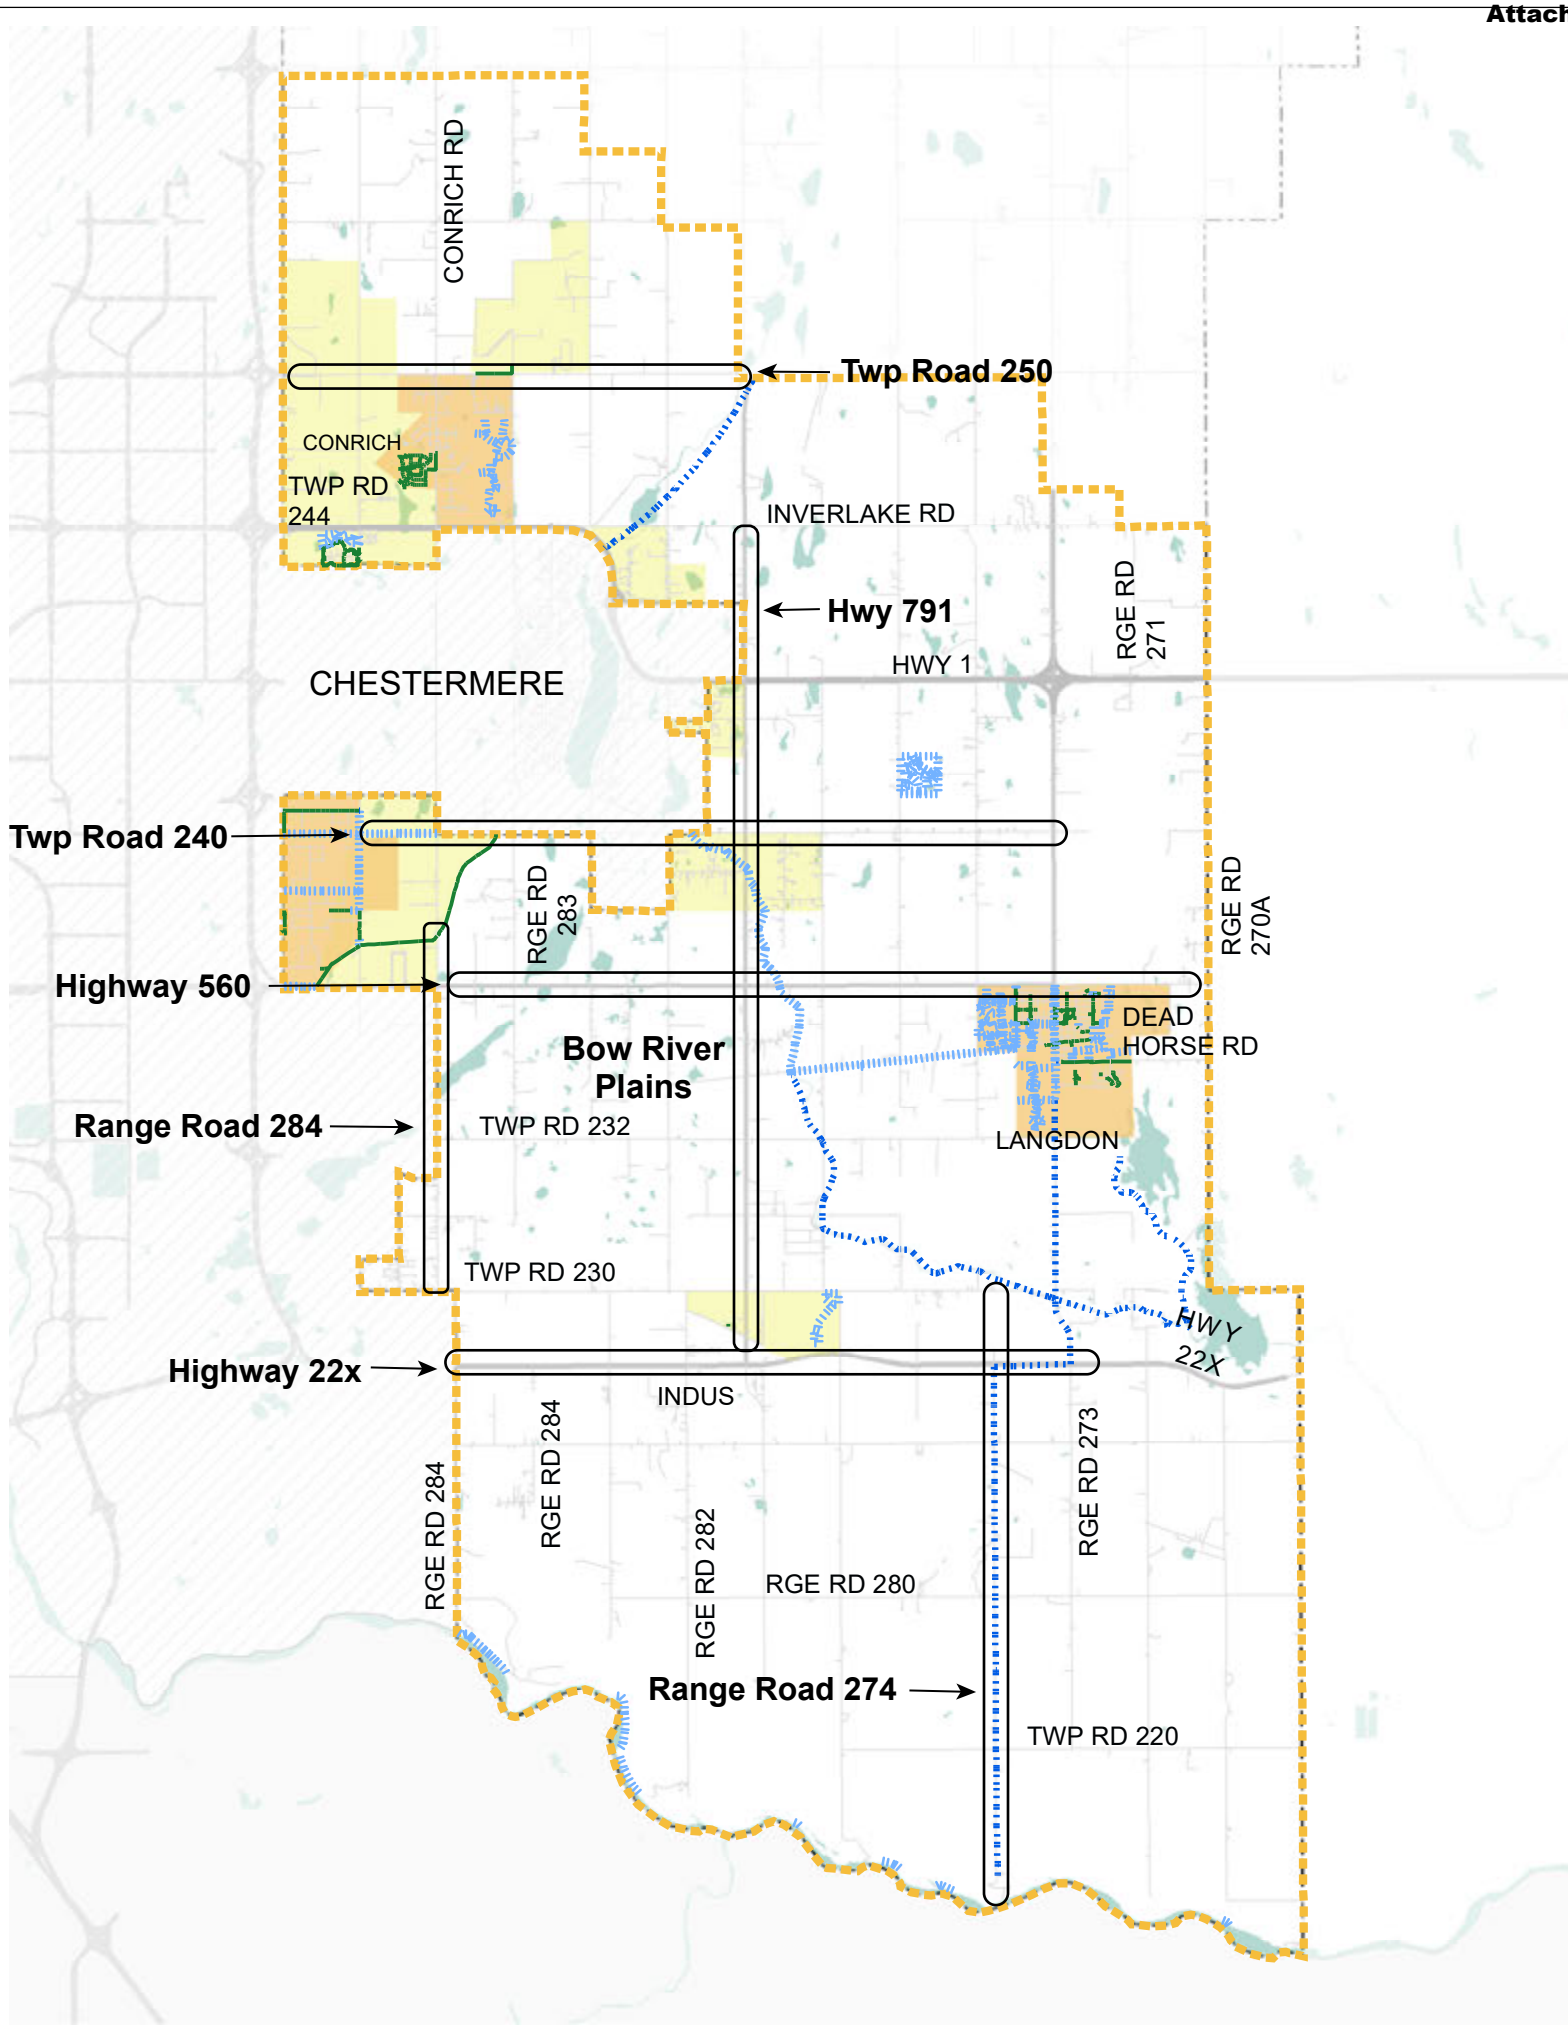 Attach
CONRICH RD
Twp Road 250
CONRICH
TWP RD
244
INVERLAKE RD
RGE RD
271
Hwy 791
HWY 1
CHESTERMERE
Twp Road 240
RGE RD
283
RGE RD
270A
Highway 560
DEAD
HORSE RD
Bow River
Plains
Range Road 284
TWP RD 232
LANGDON
TWP RD 230
HWY
22X
Highway 22x
INDUS
RGE RD 284
RGE RD 284
RGE RD 282
RGE RD 273
RGE RD 280
Range Road 274
TWP RD 220